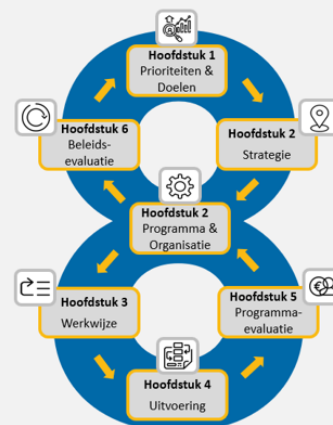 Hoofdstuk 1
Prioriteiten &
Doelen
Hoofdstuk 6
Beleids-
evaluatie
Hoofdstuk 2
Strategie
Hoofdstuk 2
Programma &
Organisatie
Hoofdstuk 3
Werkwijze
Hoofdstuk 5
Programma-
evaluatie
Hoofdstuk 4
Uitvoering